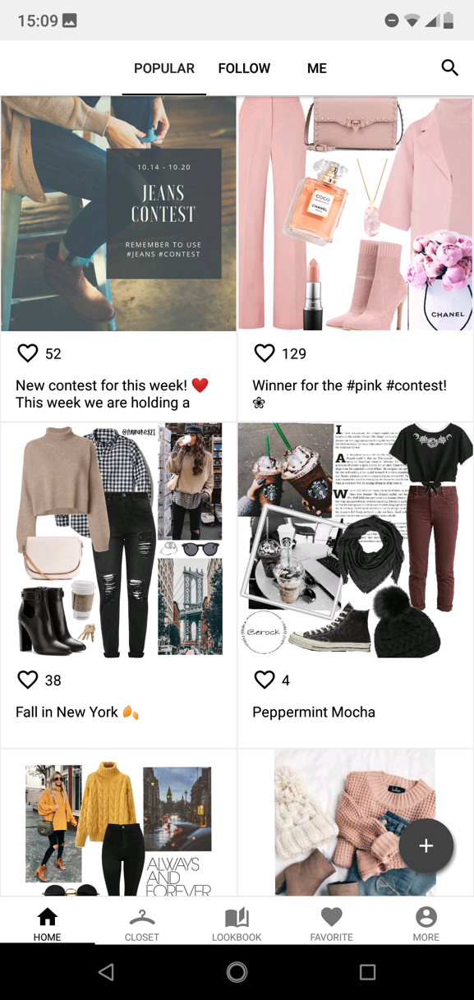 15:09
POPULAR
FOLLOW
ME
10.14 - 10.20
JEANS
CONTEST
REMEMBER TO USE
#JEANS #CONTEST
COCO
CHANEL
CHANEL
52
129
New contest for this week! ❤️
This week we are holding a
Winner for the #pink #contest!
❀
I
A
W
@erock
38
4
Fall in New York 🍂
Peppermint Mocha
ALWAYS
AND
FOREVER
HOME
CLOSET
LOOKBOOK
FAVORITE
MORE